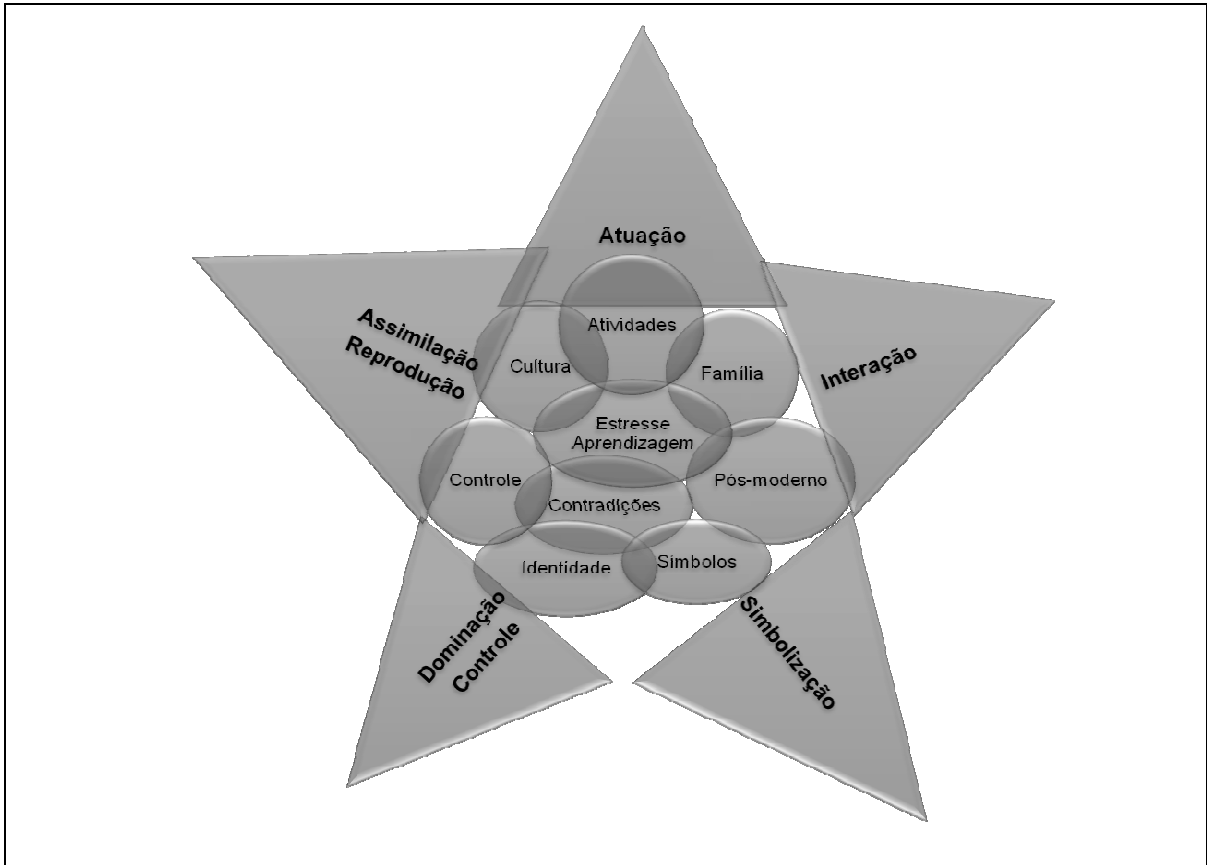 Atuação
Atividades
Assimilação
Reprodução
Cultura
Família
Interação
Estresse
Aprendizagem
Controle
Pós-moderno
Contradições
Identidade
Símbolos
Dominação
Controle
Simbolização